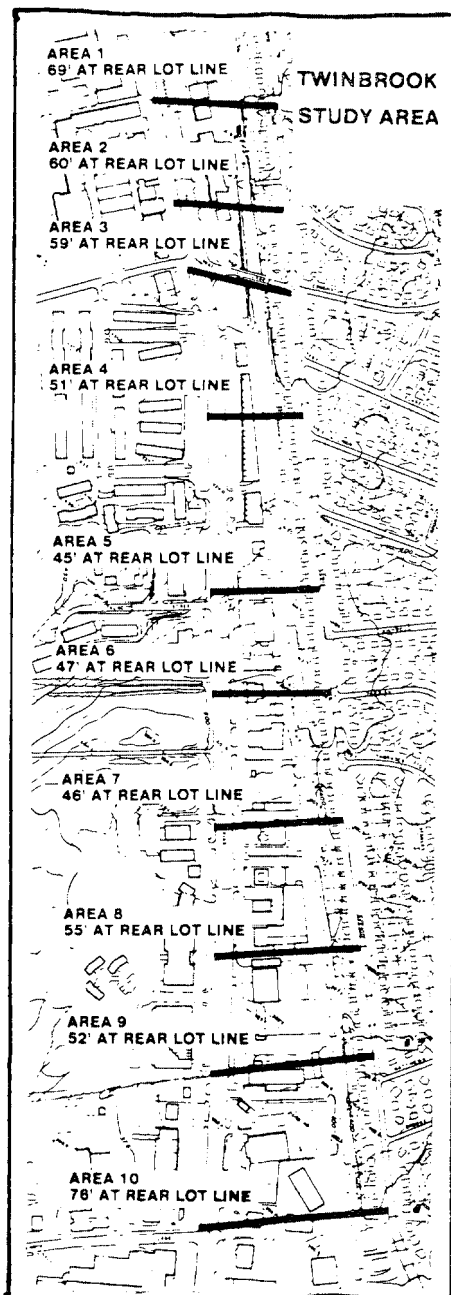 AREA 1
69' AT REAR LOT LINE
TWINBROOK
STUDY AREA
AREA 2
60' AT REAR LOT LINE
AREA 3
59' AT REAR LOT LINE
AREA 4
51' AT REAR LOT LINE
AREA 5
45' AT REAR LOT LINE
AREA 6
47' AT REAR LOT LINE
AREA 7
46' AT REAR LOT LINE
AREA 8
55' AT REAR LOT LINE
AREA 9
52' AT REAR LOT LINE
AREA 10
76' AT REAR LOT LINE